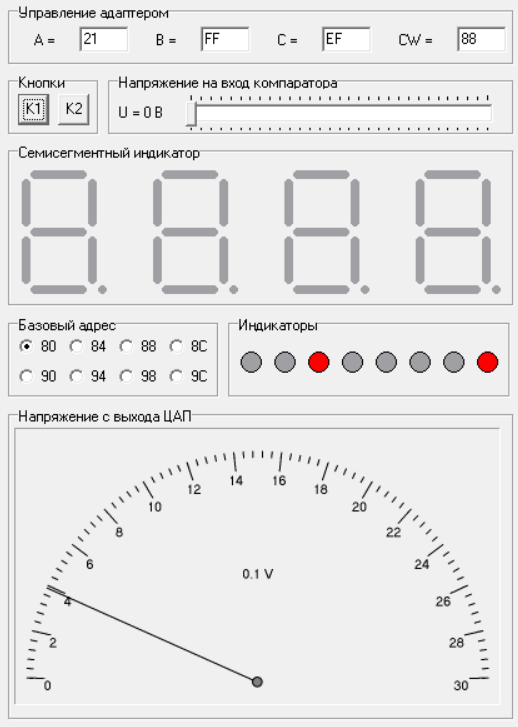 Управление адаптером
A = 21 B = FF C = EF CW = 88
Кнопки
K1 K2
Напряжение на вход компаратора
U = 0 В
Семисегментный индикатор
Базовый адрес
80 84 88 8C
90 94 98 9C
Индикаторы
Напряжение с выхода ЦАП
0 2 4 6 8 10 12 14 16 18 20 22 24 26 28 30
0.1 V